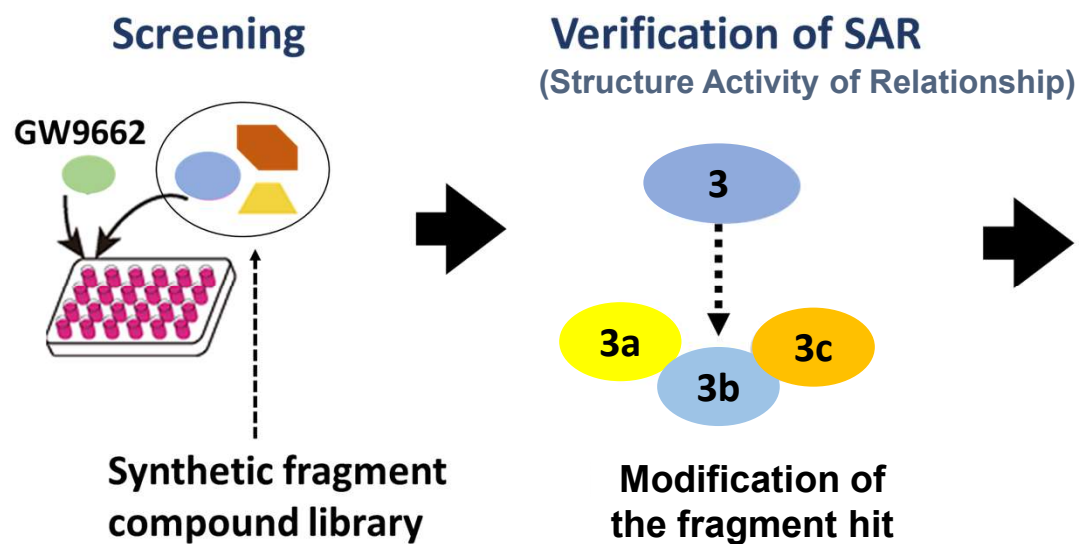 Screening
GW9662
Synthetic fragment
compound library
Verification of SAR
(Structure Activity of Relationship)
3
3a
3b
3c
Modification of
the fragment hit